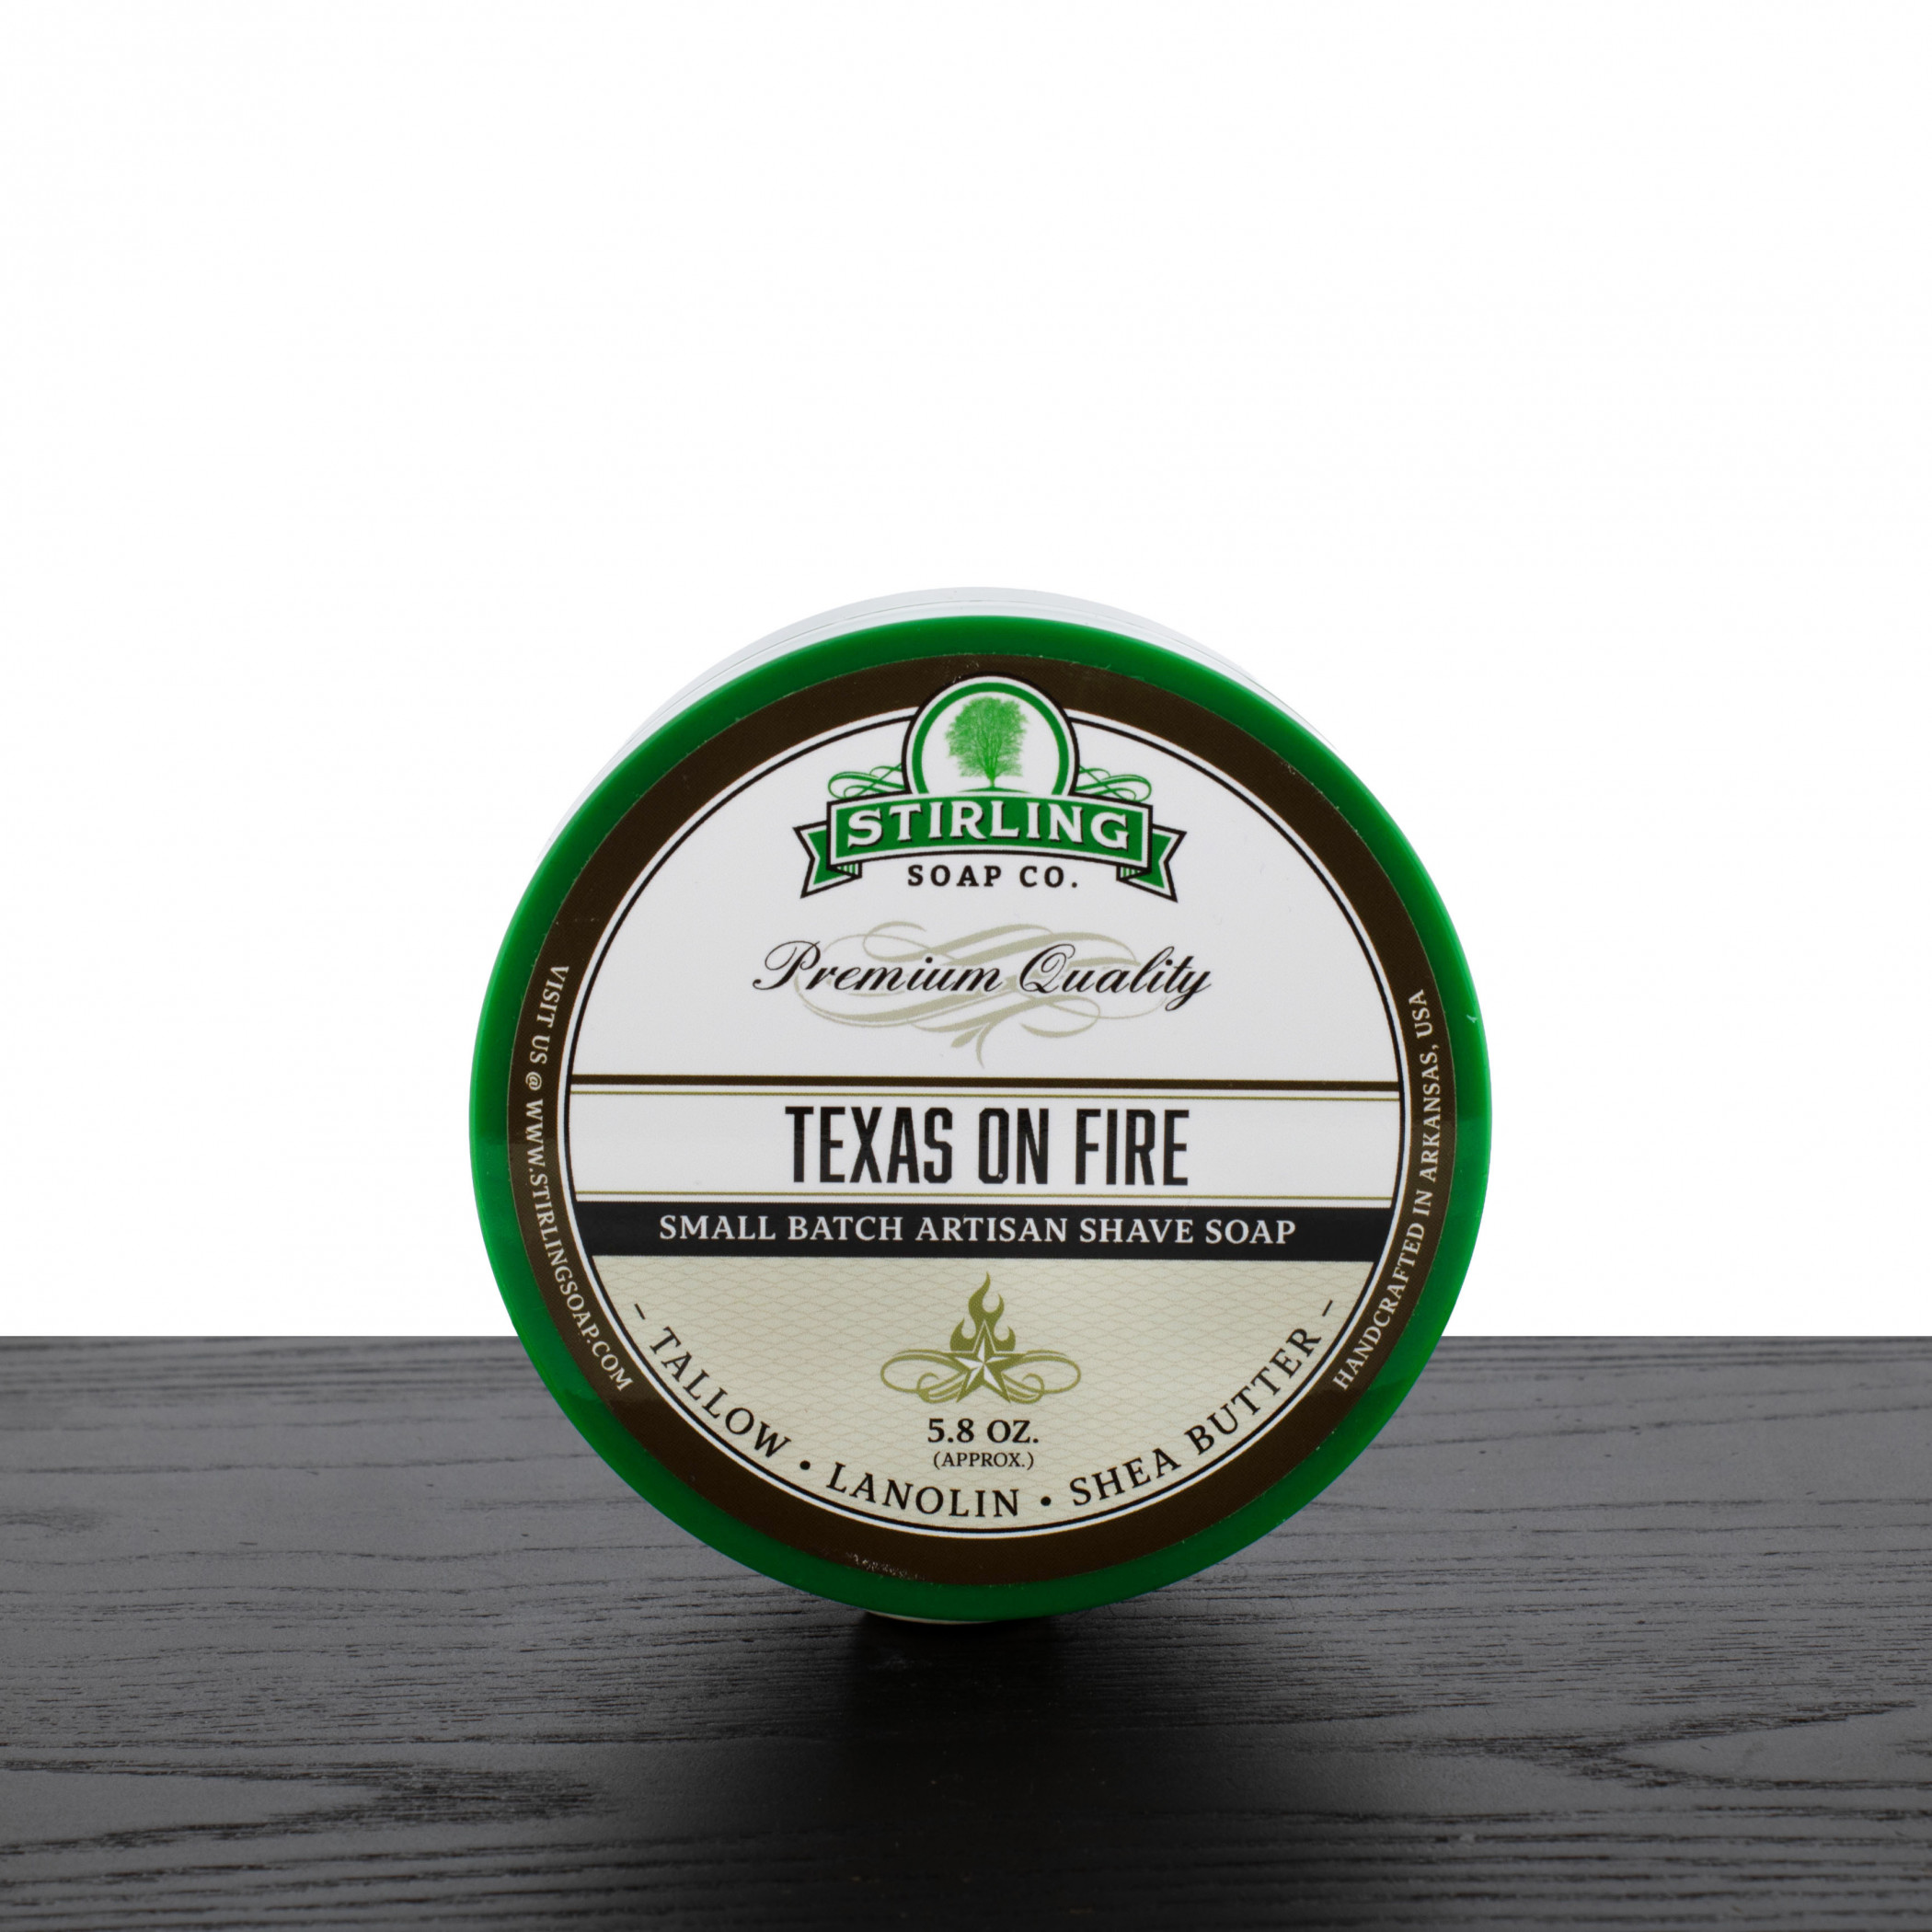 STIRLING
SOAP CO.
Premium Quality
TEXAS ON FIRE
SMALL BATCH ARTISAN SHAVE SOAP
5.8 OZ.
(APPROX.)
– TALLOW • LANOLIN • SHEA BUTTER –
VISIT US @ WWW.STIRLINGSOAP.COM
HANDCRAFTED IN ARKANSAS, USA